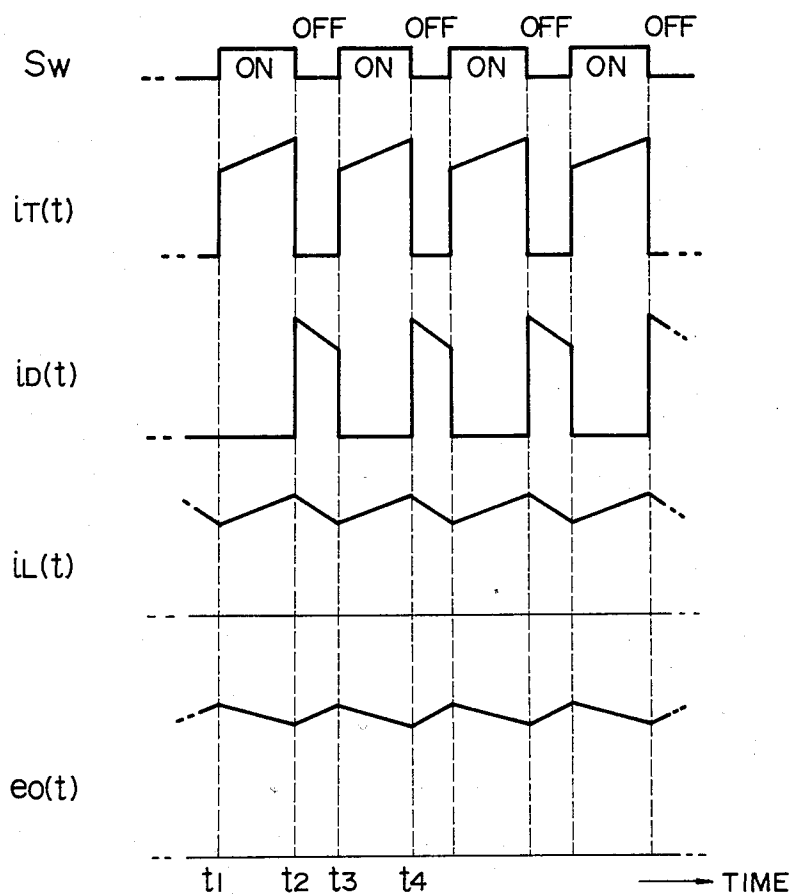 OFF OFF OFF OFF
Sw ON ON ON ON
iT(t)
iD(t)
iL(t)
eo(t)
t1 t2 t3 t4 TIME